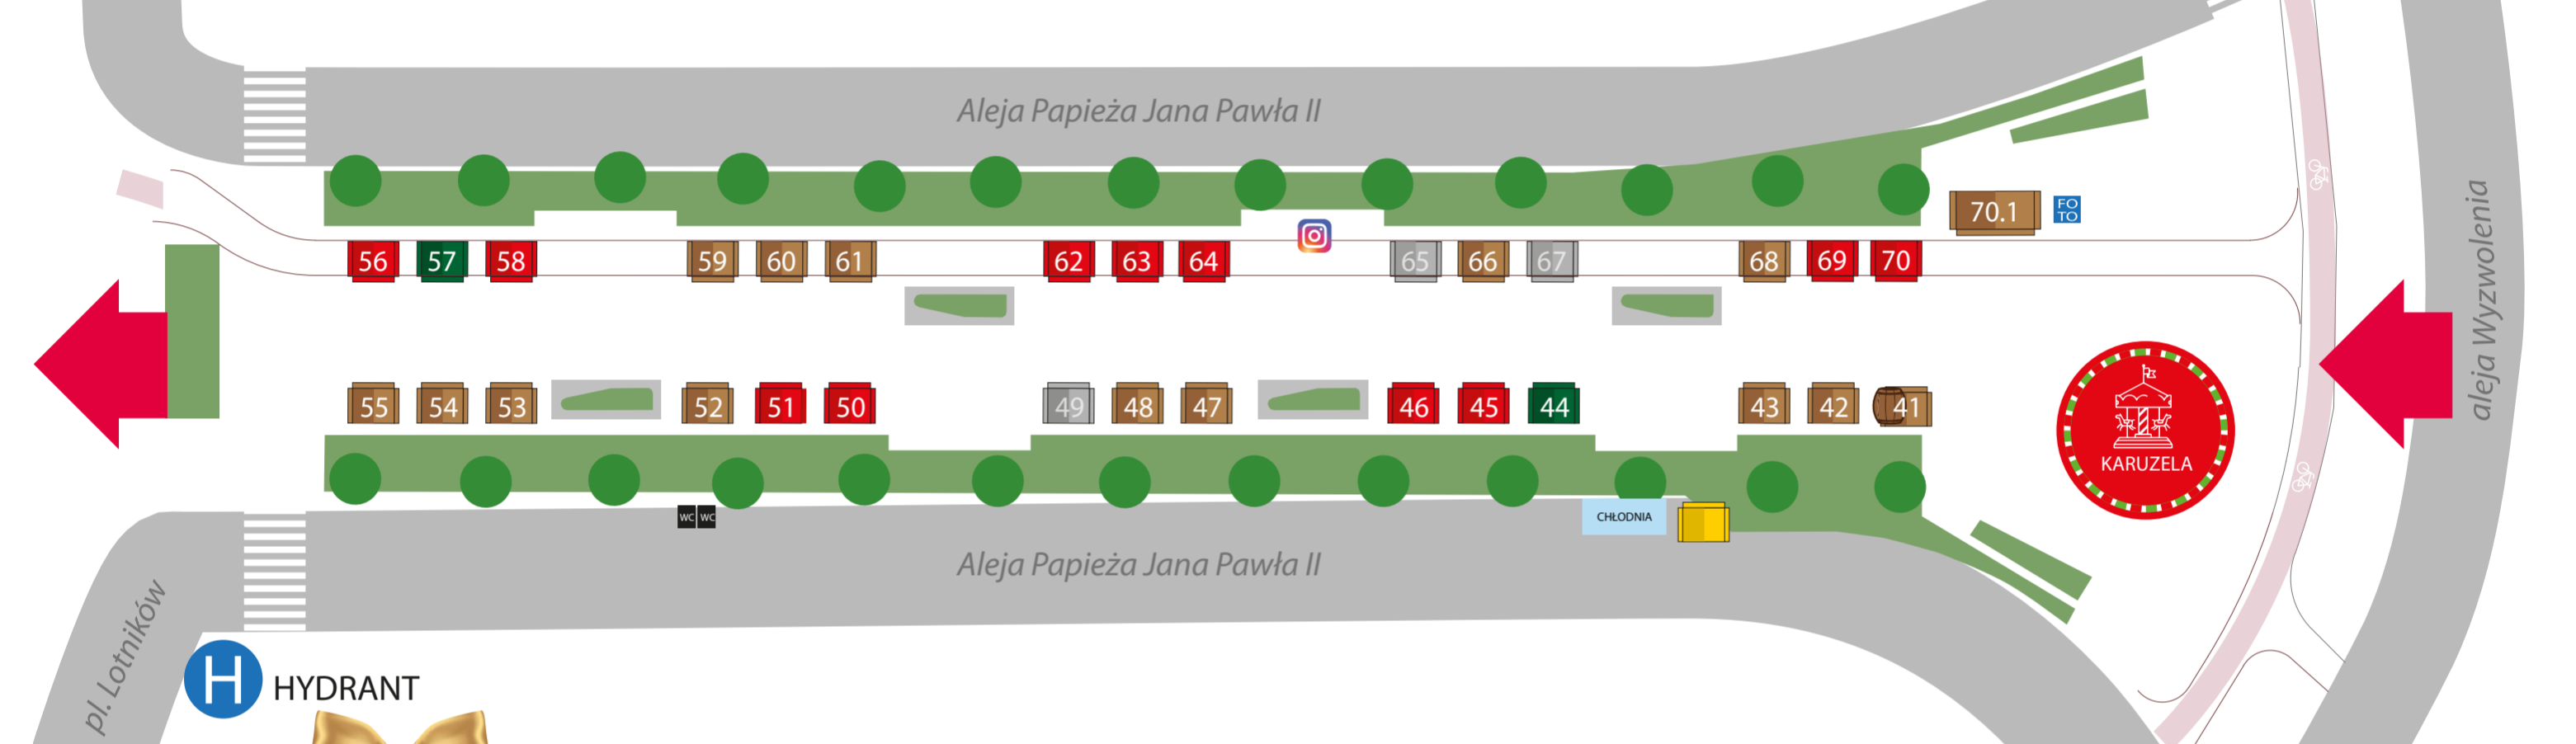 Aleja Papieża Jana Pawła II
70.1
FO
TO
56 57 58 59 60 61 62 63 64 65 66 67 68 69 70
aleja Wyzwolenia
55 54 53 52 51 50 49 48 47 46 45 44 43 42 41
KARUZELA
WC WC
CHŁODNIA
Aleja Papieża Jana Pawła II
pl. Lotników
H HYDRANT